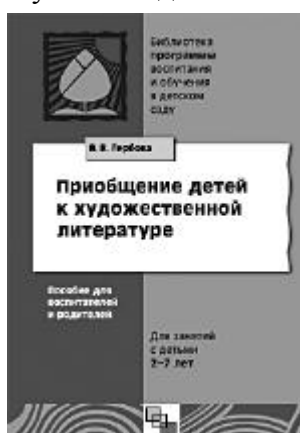 Библиотека
программы
воспитания
и обучения
в детском
саду
В. В. Гербова
Приобщение детей
к художественной
литературе
Пособие для
воспитателей
и родителей
Для занятий
с детьми
2–7 лет